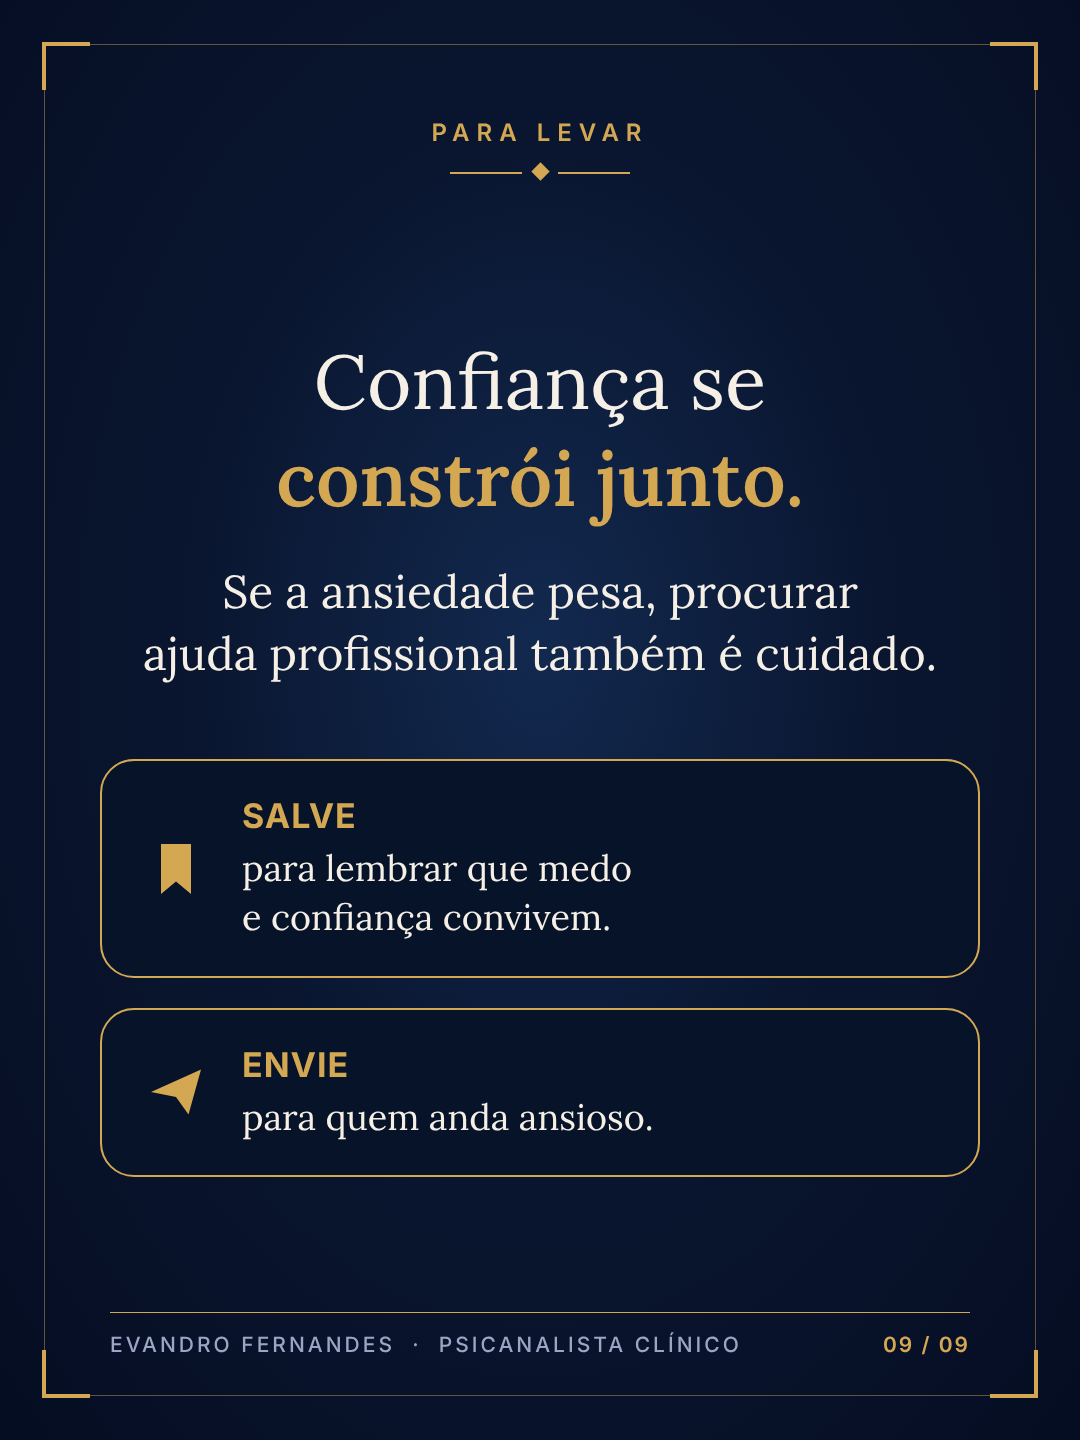 PARA LEVAR
Confiança se
constrói junto.
Se a ansiedade pesa, procurar
ajuda profissional também é cuidado.
SALVE
para lembrar que medo
e confiança convivem.
ENVIE
para quem anda ansioso.
EVANDRO FERNANDES · PSICANALISTA CLÍNICO 09 / 09